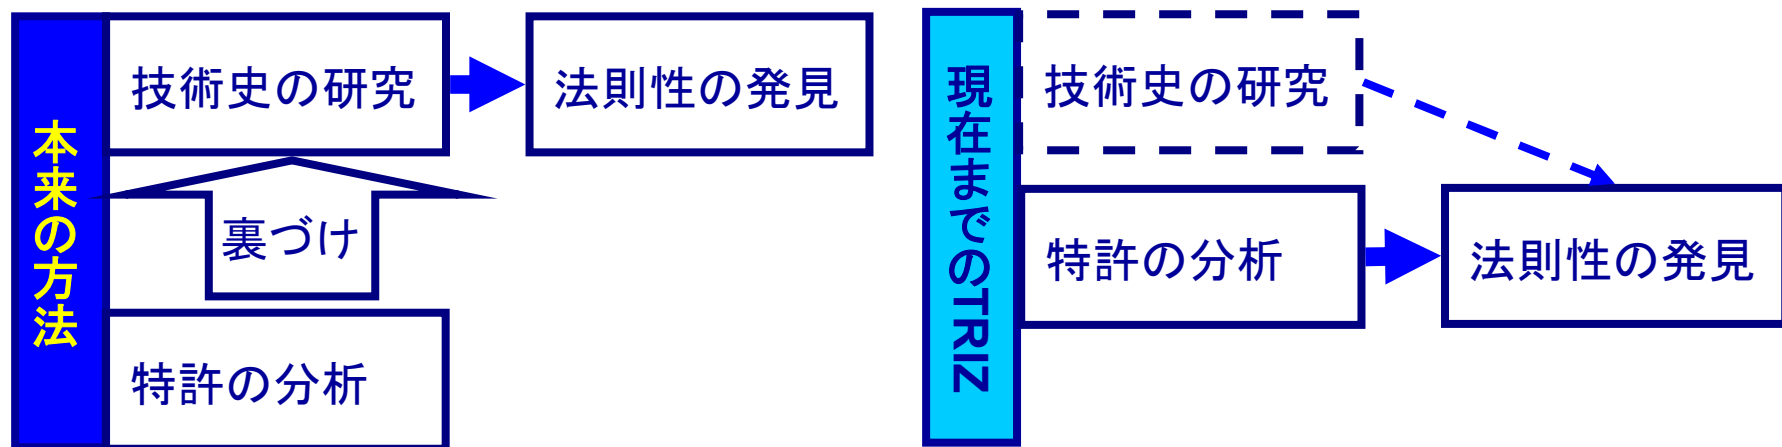 本来の方法
技術史の研究
法則性の発見
裏づけ
特許の分析
現在までのTRIZ
技術史の研究
特許の分析
法則性の発見